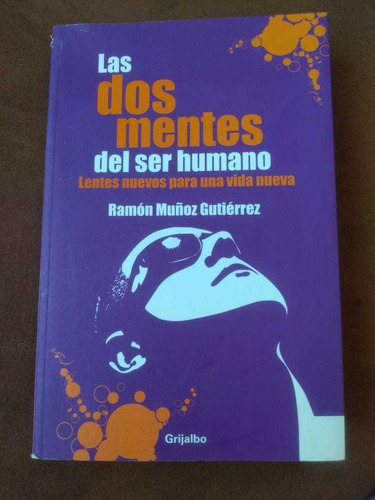 Las
dos
mentes
del ser humano
Lentes nuevos para una vida nueva
Ramón Muñoz Gutiérrez
Grijalbo